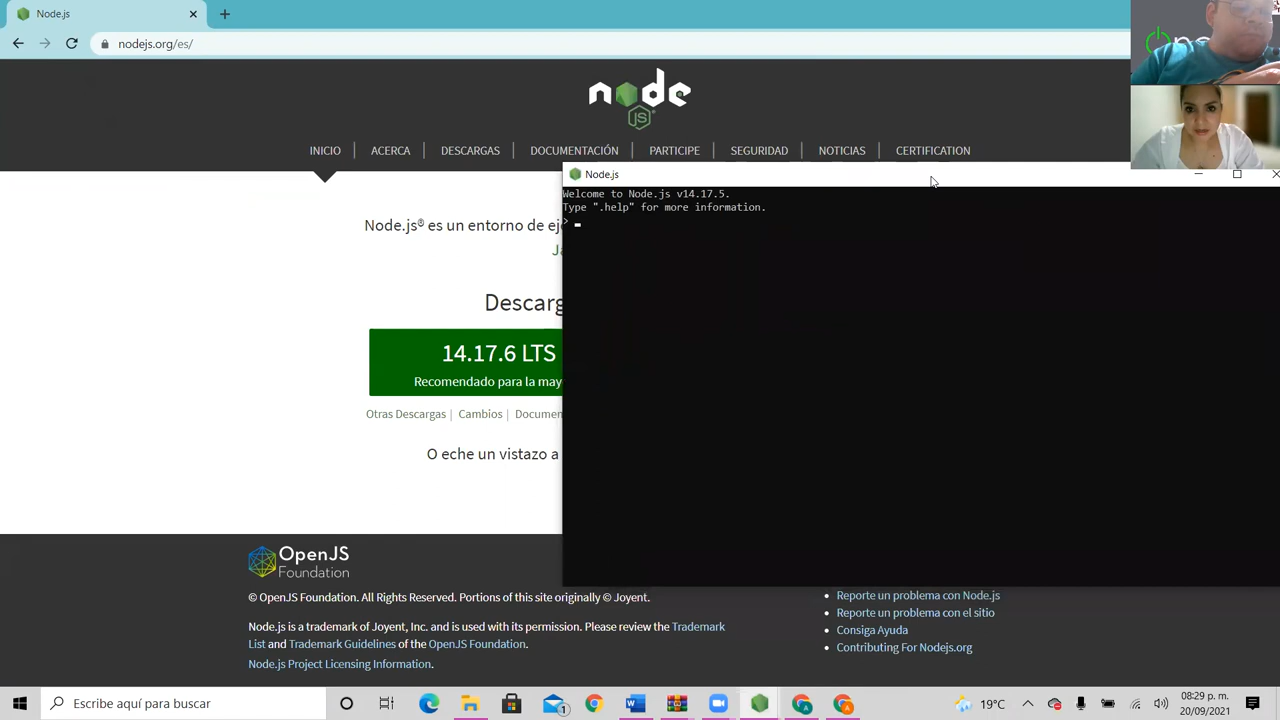 Node.js
nodejs.org/es/
node
JS
INICIO | ACERCA | DESCARGAS | DOCUMENTACIÓN | PARTICIPE | SEGURIDAD | NOTICIAS | CERTIFICATION
Node.js
Welcome to Node.js v14.17.5.
Type ".help" for more information.
>
Node.js® es un entorno de
14.17.6 LTS
Recomendado para la
Otras Descargas | Cambios |
O eche un vistazo a
OpenJS
Foundation
© OpenJS Foundation. All Rights Reserved. Portions of this site originally © Joyent.
Node.js is a trademark of Joyent, Inc. and is used with its permission. Please review the Trademark
List and Trademark Guidelines of the OpenJS Foundation.
Node.js Project Licensing Information.
Reporte un problema con Node.js
Reporte un problema con el sitio
Consiga Ayuda
Contributing For Nodejs.org
Escribe aquí para buscar
1
19°C
08:29 p. m.
20/09/2021